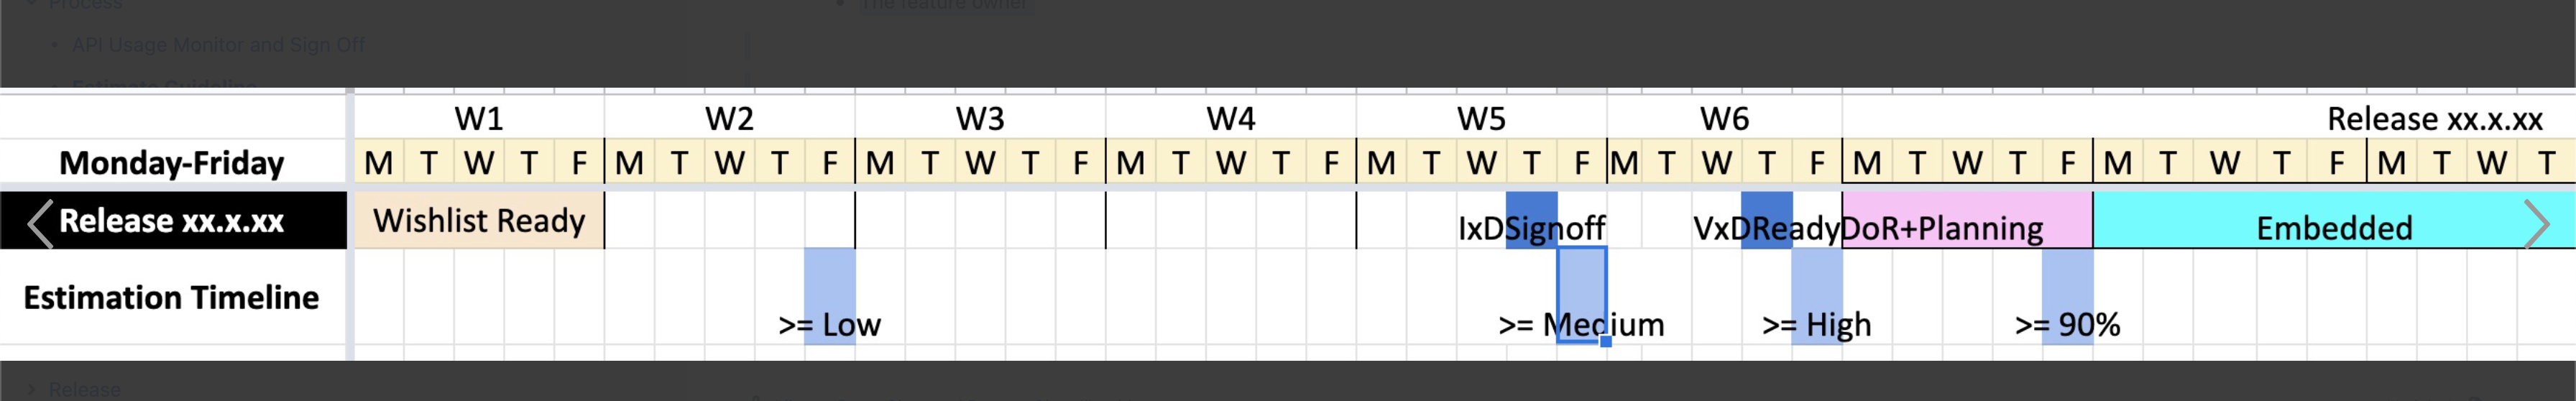 Process
The feature owner
API Usage Monitor and Sign Off
Estimate Guideline
W1 W2 W3 W4 W5 W6 Release xx.x.xx
Monday-Friday M T W T F M T W T F M T W T F M T W T F M T W T F M T W T F M T W T F M T W T F M T W T
Release xx.x.xx Wishlist Ready IxDSignoff VxDReady DoR+Planning Embedded
Estimation Timeline >= Low >= Medium >= High >= 90%
Release